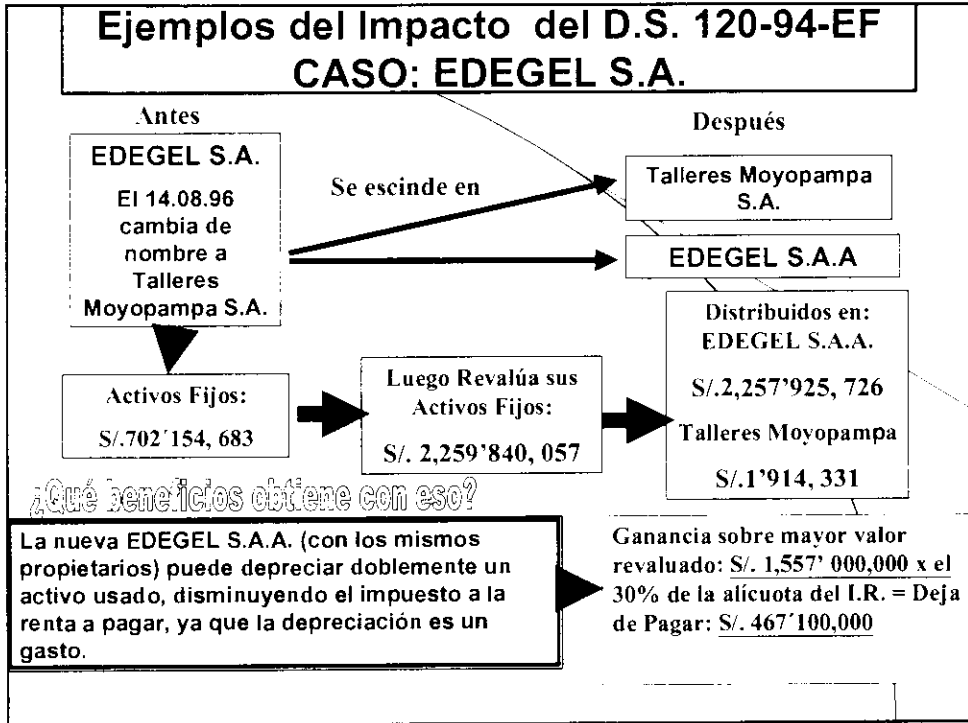 Ejemplos del Impacto del D.S. 120-94-EF
CASO: EDEGEL S.A.
Antes
EDEGEL S.A.
El 14.08.96
cambia de
nombre a
Talleres
Moyopampa S.A.
Se escinde en
Después
Talleres Moyopampa
S.A.
EDEGEL S.A.A
Activos Fijos:
S/.702´154, 683
Luego Revalúa sus
Activos Fijos:
S/. 2,259’840, 057
Distribuidos en:
EDEGEL S.A.A.
S/.2,257’925, 726
Talleres Moyopampa
S/.1’914, 331
¿Qué beneficios obtiene con eso?
La nueva EDEGEL S.A.A. (con los mismos
propietarios) puede depreciar doblemente un
activo usado, disminuyendo el impuesto a la
renta a pagar, ya que la depreciación es un
gasto.
Ganancia sobre mayor valor
revaluado: S/. 1,557’ 000,000 x el
30% de la alícuota del I.R. = Deja
de Pagar: S/. 467´100,000